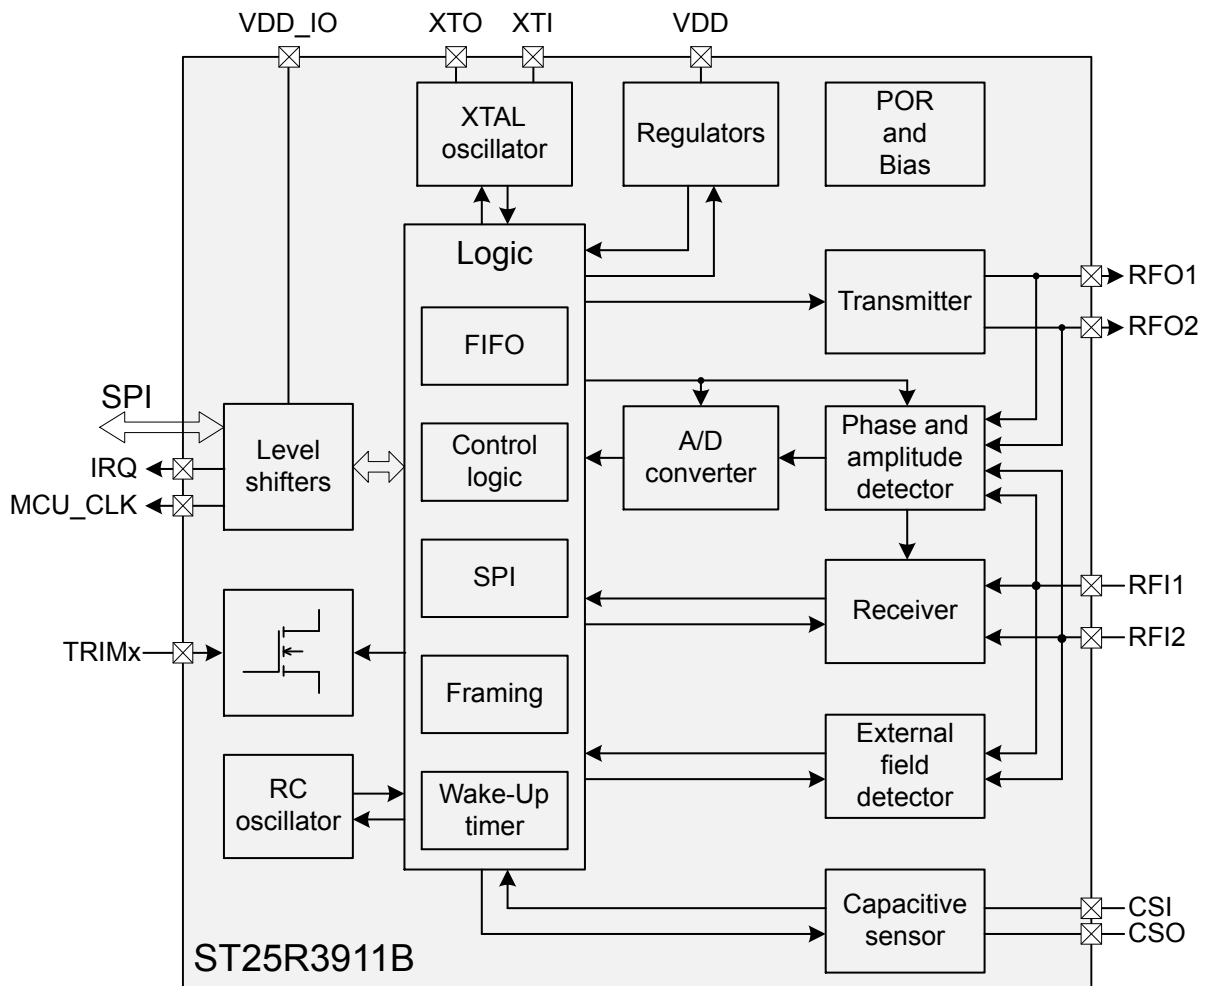 VDD_IO
XTO
XTI
VDD
XTAL
oscillator
Regulators
POR
and
Bias
Logic
FIFO
Control
logic
SPI
Framing
Wake-Up
timer
Transmitter
RFO1
RFO2
SPI
IRQ
MCU_CLK
Level
shifters
A/D
converter
Phase and
amplitude
detector
Receiver
RFI1
RFI2
TRIMx
RC
oscillator
External
field
detector
Capacitive
sensor
CSI
CSO
ST25R3911B